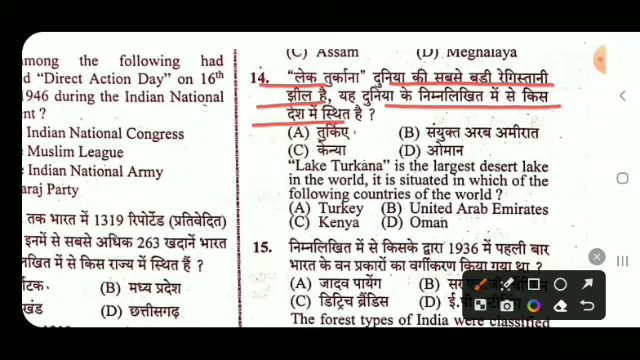 among the following had
"Direct Action Day" on 16th
1946 during the Indian National
Indian National Congress
Muslim League
Indian National Army
Party
तक भारत में 1319 रिपोर्टेड (प्रतिवेदित)
इनमें से सबसे अधिक 263 खदानें भारत
में से किस राज्य में स्थित हैं ?
(B) मध्य प्रदेश
(D) छत्तीसगढ़
(C) Assam (D) Meghalaya
14. "लेक तुर्काना" दुनिया की सबसे बड़ी रेगिस्तानी
झील है, यह दुनिया के निम्नलिखित में से किस
देश में स्थित है ?
(A) तुर्किए (B) संयुक्त अरब अमीरात
(C) केन्या (D) ओमान
"Lake Turkana" is the largest desert lake
in the world, it is situated in which of the
following countries of the world ?
(A) Turkey (B) United Arab Emirates
(C) Kenya (D) Oman
15. निम्नलिखित में से किसके द्वारा 1936 में पहली बार
भारत के वन प्रकारों का वर्गीकरण किया गया था ?
(A) जादव पायेंग (B)
(C) डिट्रिच ब्रैंडिस (D)
The forest types of India were classified